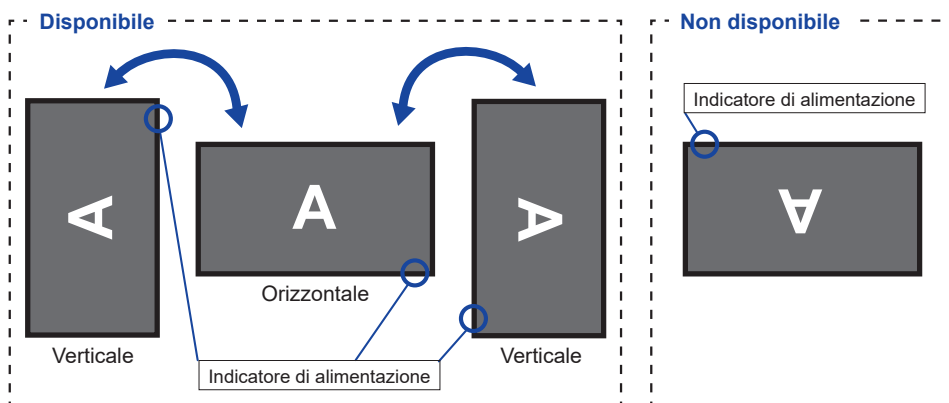 Disponibile
Non disponibile
Indicatore di alimentazione
A
A
A
A
Orizzontale
Verticale
Verticale
Indicatore di alimentazione